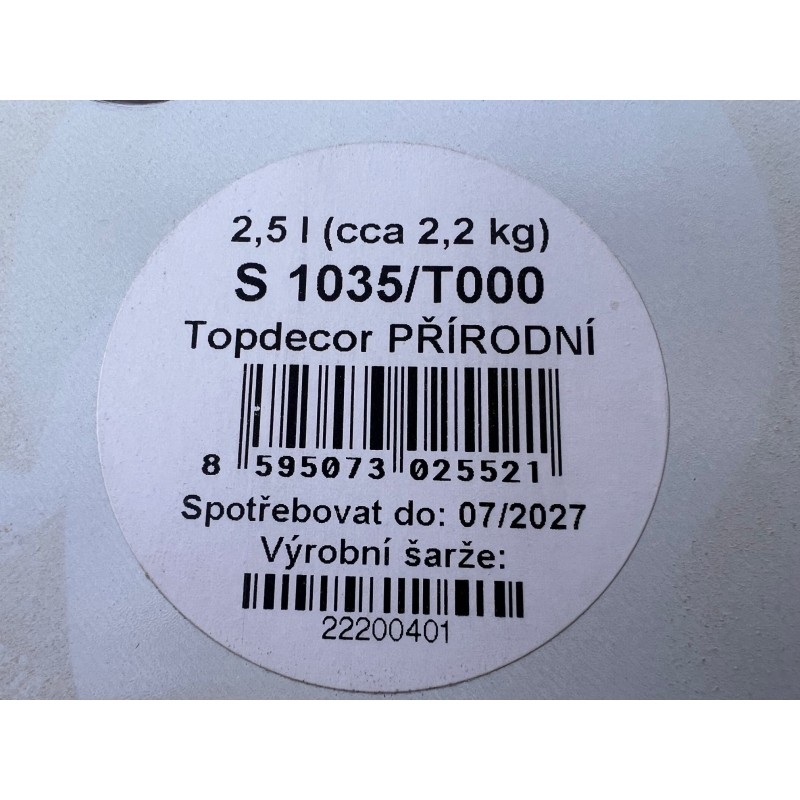 2,5 l (cca 2,2 kg)
S 1035/T000
Topdecor PŘÍRODNÍ
8 595073 025521
Spotřebovat do: 07/2027
Výrobní šarže:
22200401